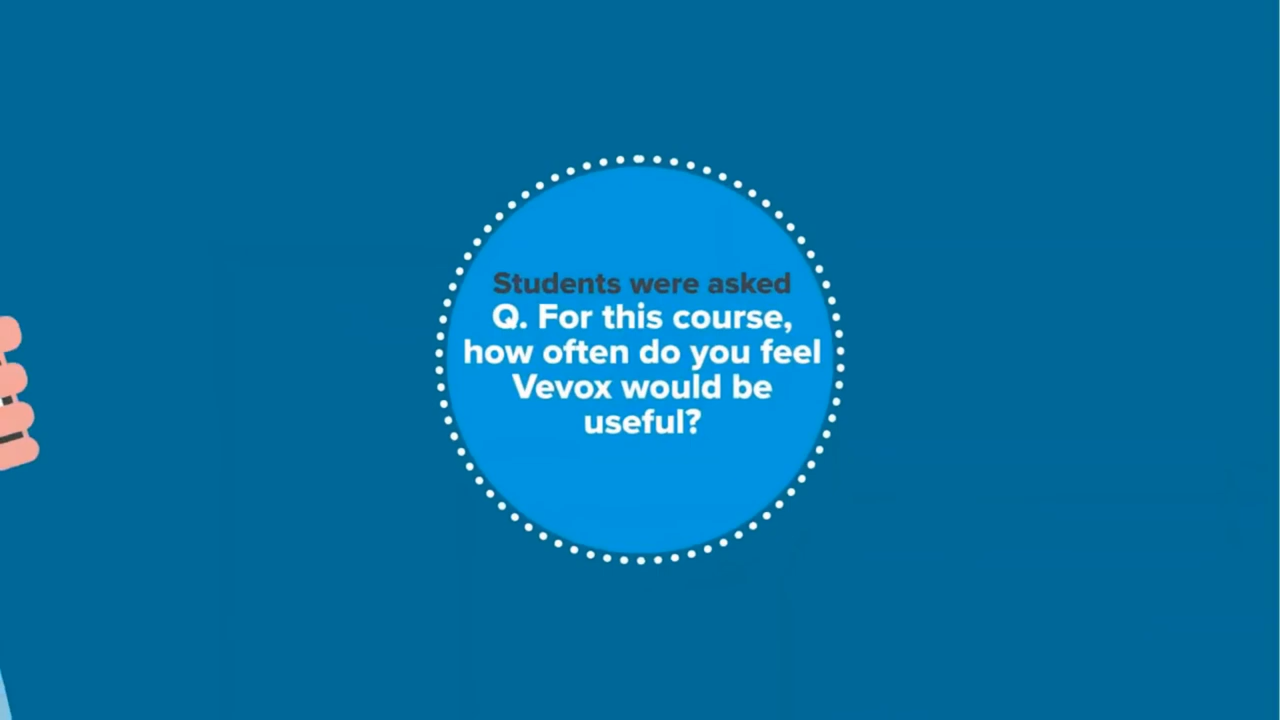 Students were asked
Q. For this course,
how often do you feel
Vevox would be
useful?